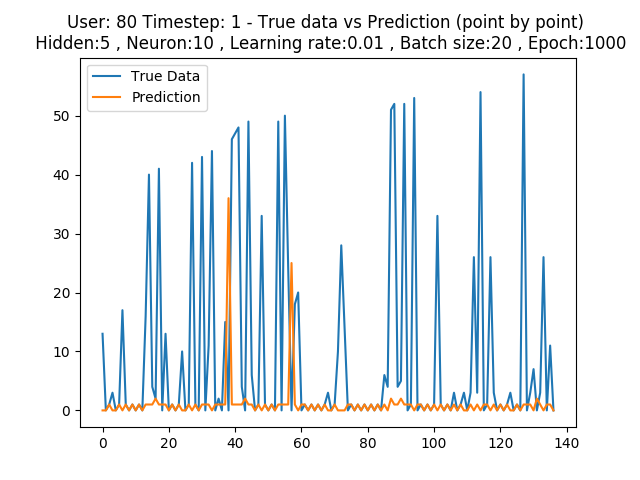 User: 80 Timestep: 1 - True data vs Prediction (point by point)
Hidden:5 , Neuron:10 , Learning rate:0.01 , Batch size:20 , Epoch:1000
True Data
Prediction
50
40
30
20
10
0
0 20 40 60 80 100 120 140